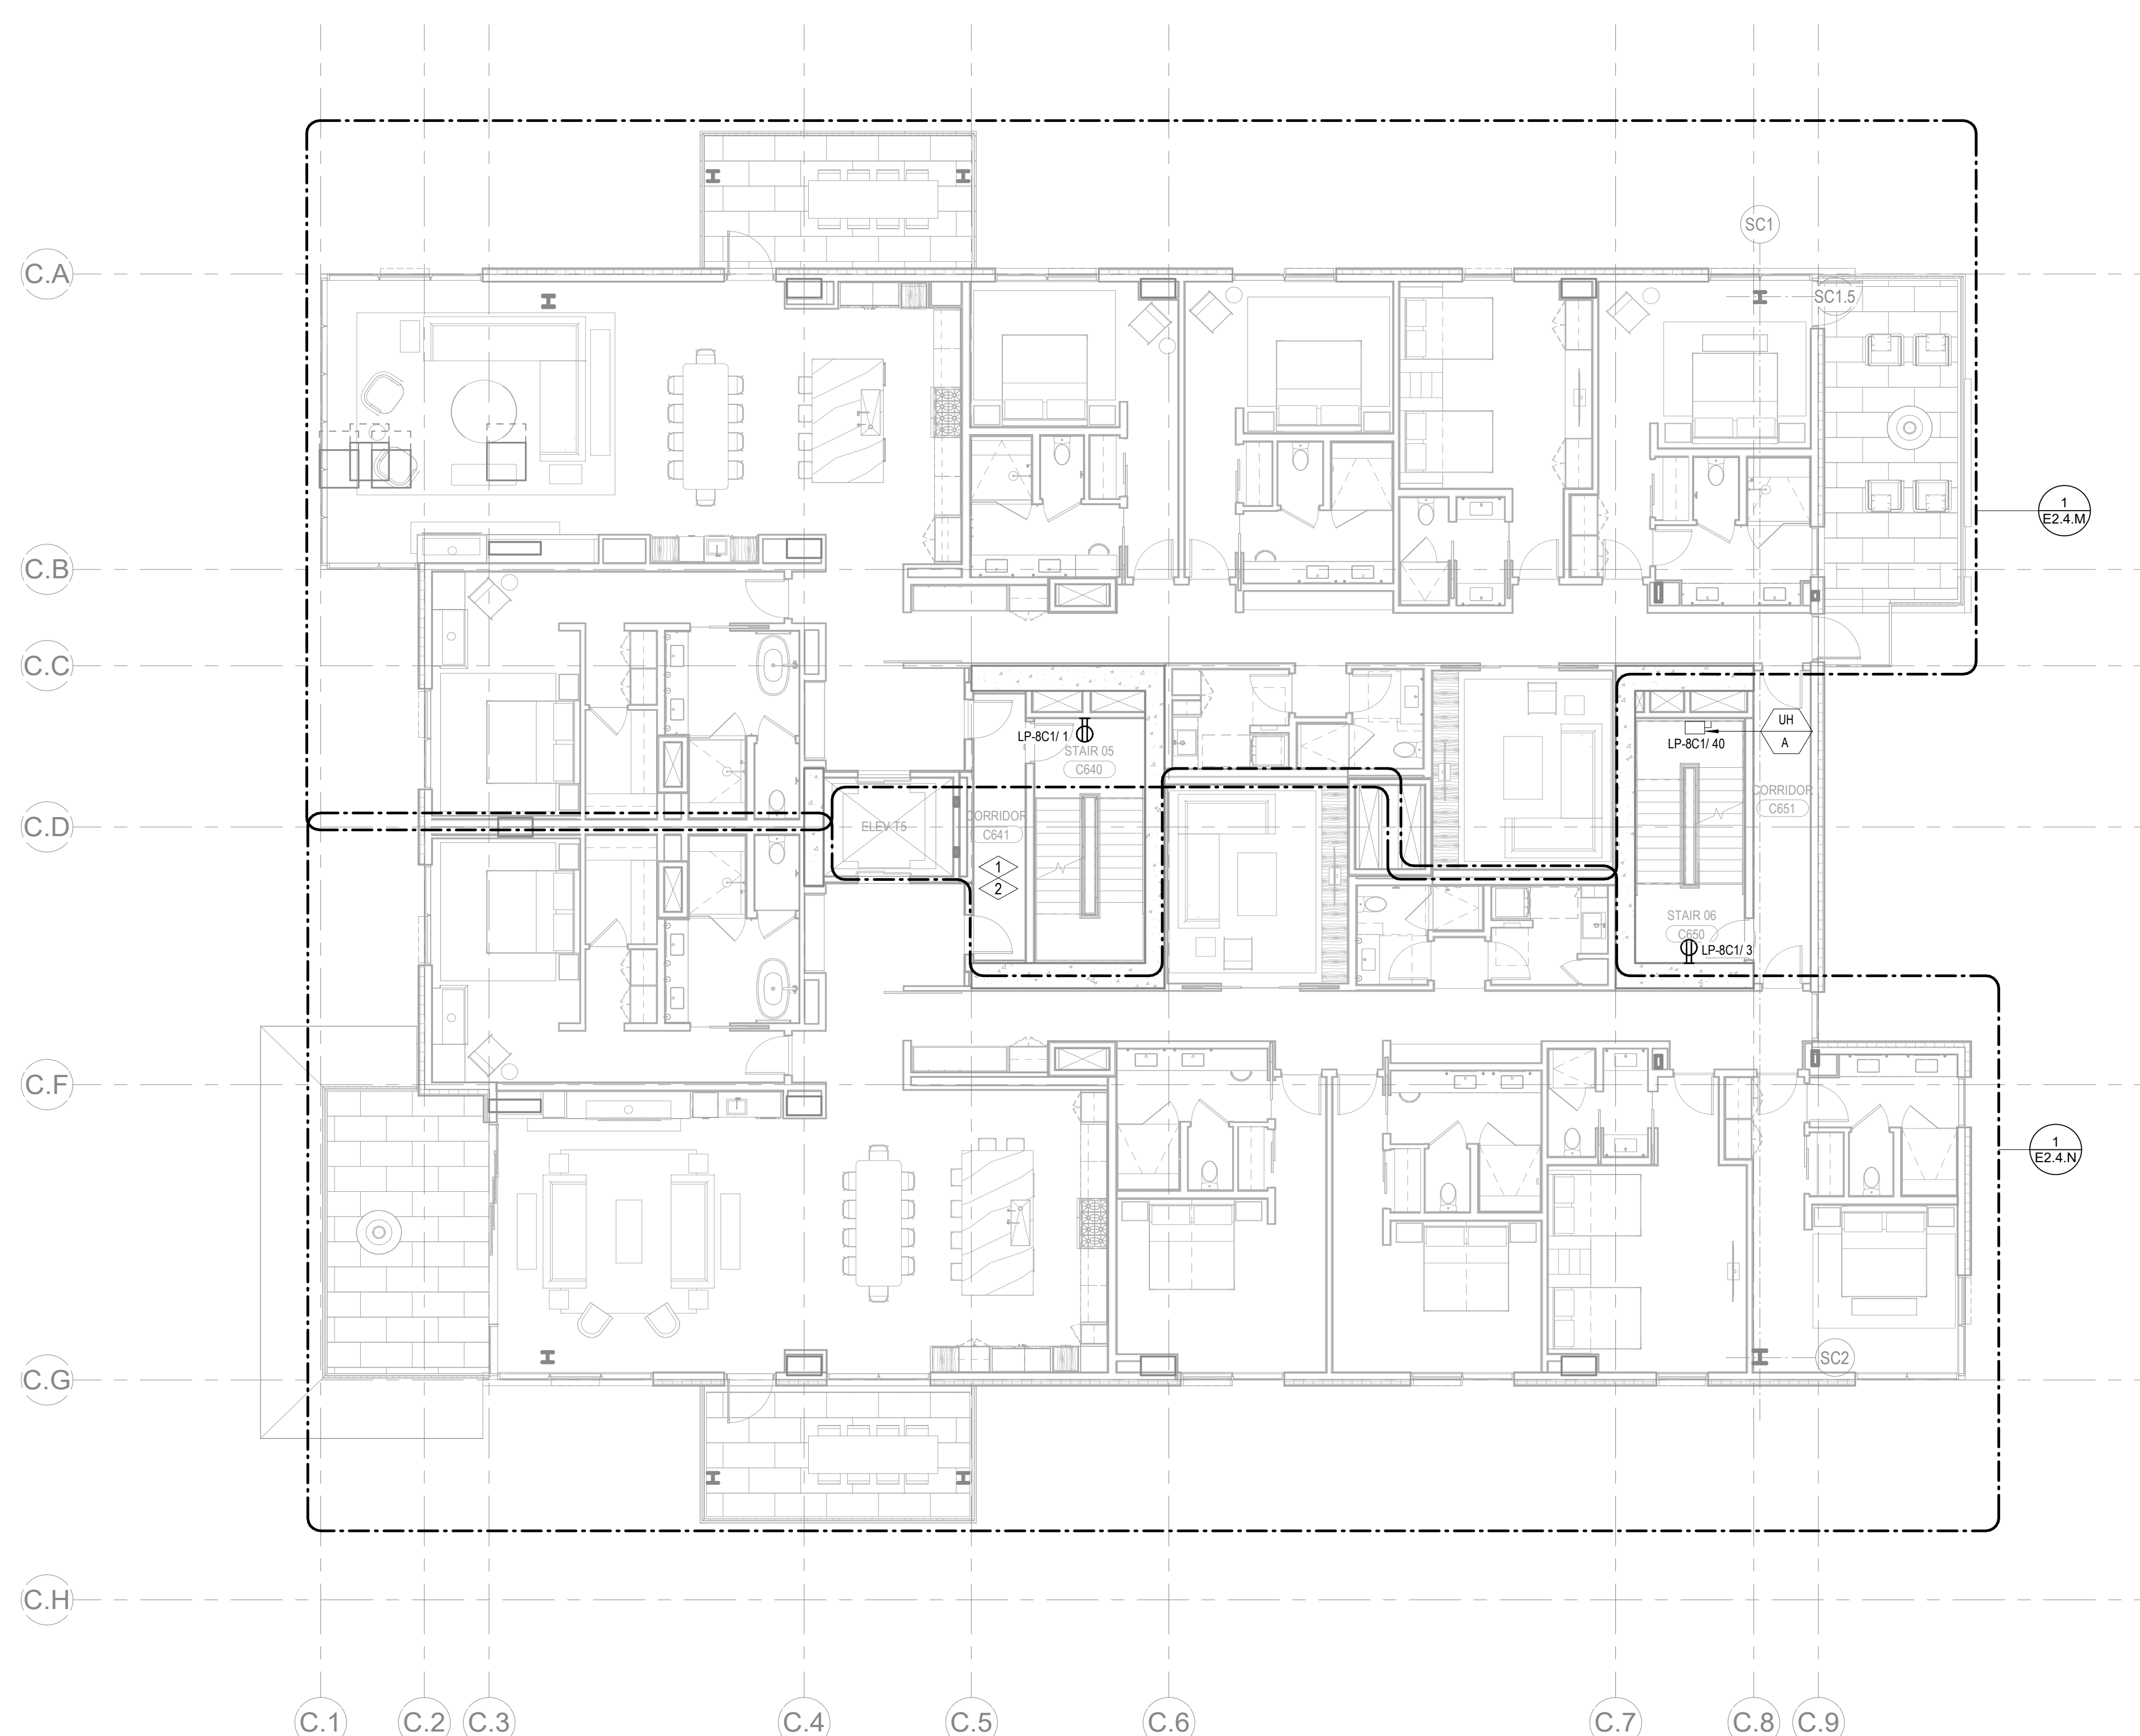 SC1
C.A
SC1.5
1
E2.4.M
C.B
C.C
UH
A
LP-8C1/ 1
LP-8C1/ 40
STAIR 05
C640
CORRIDOR
C651
CORRIDOR
C641
C.D
ELEV T5
1
2
STAIR 06
C650
LP-8C1/ 3
C.F
1
E2.4.N
SC2
C.G
C.H
C.1
C.2
C.3
C.4
C.5
C.6
C.7
C.8
C.9